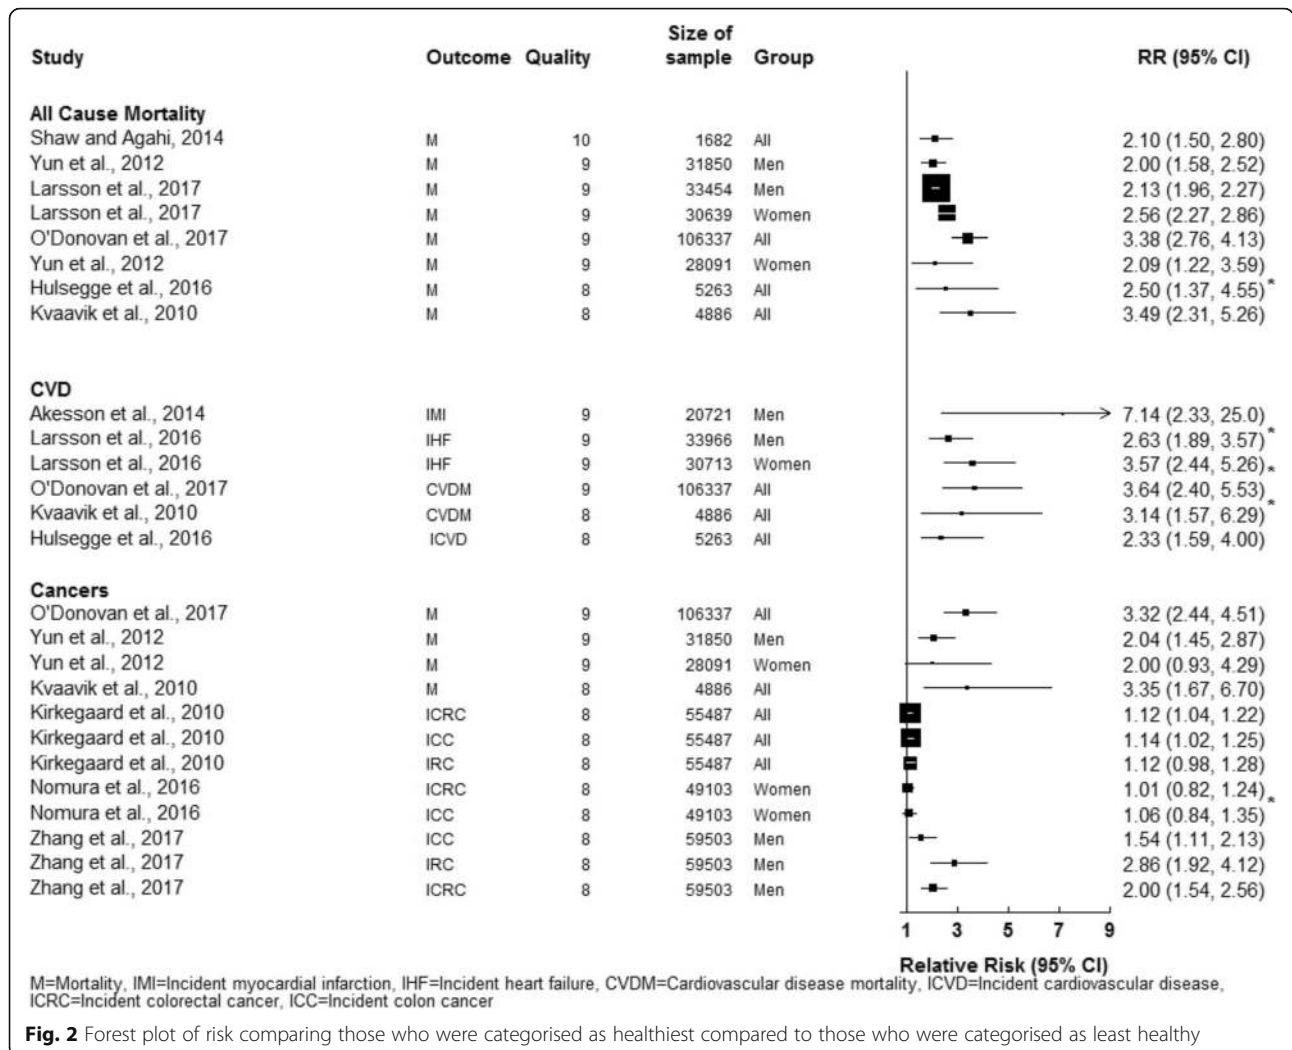 Study Outcome Quality Size of sample Group RR (95% CI)
All Cause Mortality
Shaw and Agahi, 2014 M 10 1682 All 2.10 (1.50, 2.80)
Yun et al., 2012 M 9 31850 Men 2.00 (1.58, 2.52)
Larsson et al., 2017 M 9 33454 Men 2.13 (1.96, 2.27)
Larsson et al., 2017 M 9 30639 Women 2.56 (2.27, 2.86)
O'Donovan et al., 2017 M 9 106337 All 3.38 (2.76, 4.13)
Yun et al., 2012 M 9 28091 Women 2.09 (1.22, 3.59)
Hulsegge et al., 2016 M 8 5263 All 2.50 (1.37, 4.55)*
Kvaavik et al., 2010 M 8 4886 All 3.49 (2.31, 5.26)
CVD
Akesson et al., 2014 IMI 9 20721 Men 7.14 (2.33, 25.0)
Larsson et al., 2016 IHF 9 33966 Men 2.63 (1.89, 3.57)*
Larsson et al., 2016 IHF 9 30713 Women 3.57 (2.44, 5.26)*
O'Donovan et al., 2017 CVDM 9 106337 All 3.64 (2.40, 5.53)
Kvaavik et al., 2010 CVDM 8 4886 All 3.14 (1.57, 6.29)*
Hulsegge et al., 2016 ICVD 8 5263 All 2.33 (1.59, 4.00)
Cancers
O'Donovan et al., 2017 M 9 106337 All 3.32 (2.44, 4.51)
Yun et al., 2012 M 9 31850 Men 2.04 (1.45, 2.87)
Yun et al., 2012 M 9 28091 Women 2.00 (0.93, 4.29)
Kvaavik et al., 2010 M 8 4886 All 3.35 (1.67, 6.70)
Kirkegaard et al., 2010 ICRC 8 55487 All 1.12 (1.04, 1.22)
Kirkegaard et al., 2010 ICC 8 55487 All 1.14 (1.02, 1.25)
Kirkegaard et al., 2010 IRC 8 55487 All 1.12 (0.98, 1.28)
Nomura et al., 2016 ICRC 8 49103 Women 1.01 (0.82, 1.24)
Nomura et al., 2016 ICC 8 49103 Women 1.06 (0.84, 1.35)*
Zhang et al., 2017 ICC 8 59503 Men 1.54 (1.11, 2.13)
Zhang et al., 2017 IRC 8 59503 Men 2.86 (1.92, 4.12)
Zhang et al., 2017 ICRC 8 59503 Men 2.00 (1.54, 2.56)
1 3 5 7 9
Relative Risk (95% CI)
M=Mortality, IMI=Incident myocardial infarction, IHF=Incident heart failure, CVDM=Cardiovascular disease mortality, ICVD=Incident cardiovascular disease,
ICRC=Incident colorectal cancer, ICC=Incident colon cancer
Fig. 2 Forest plot of risk comparing those who were categorised as healthiest compared to those who were categorised as least healthy